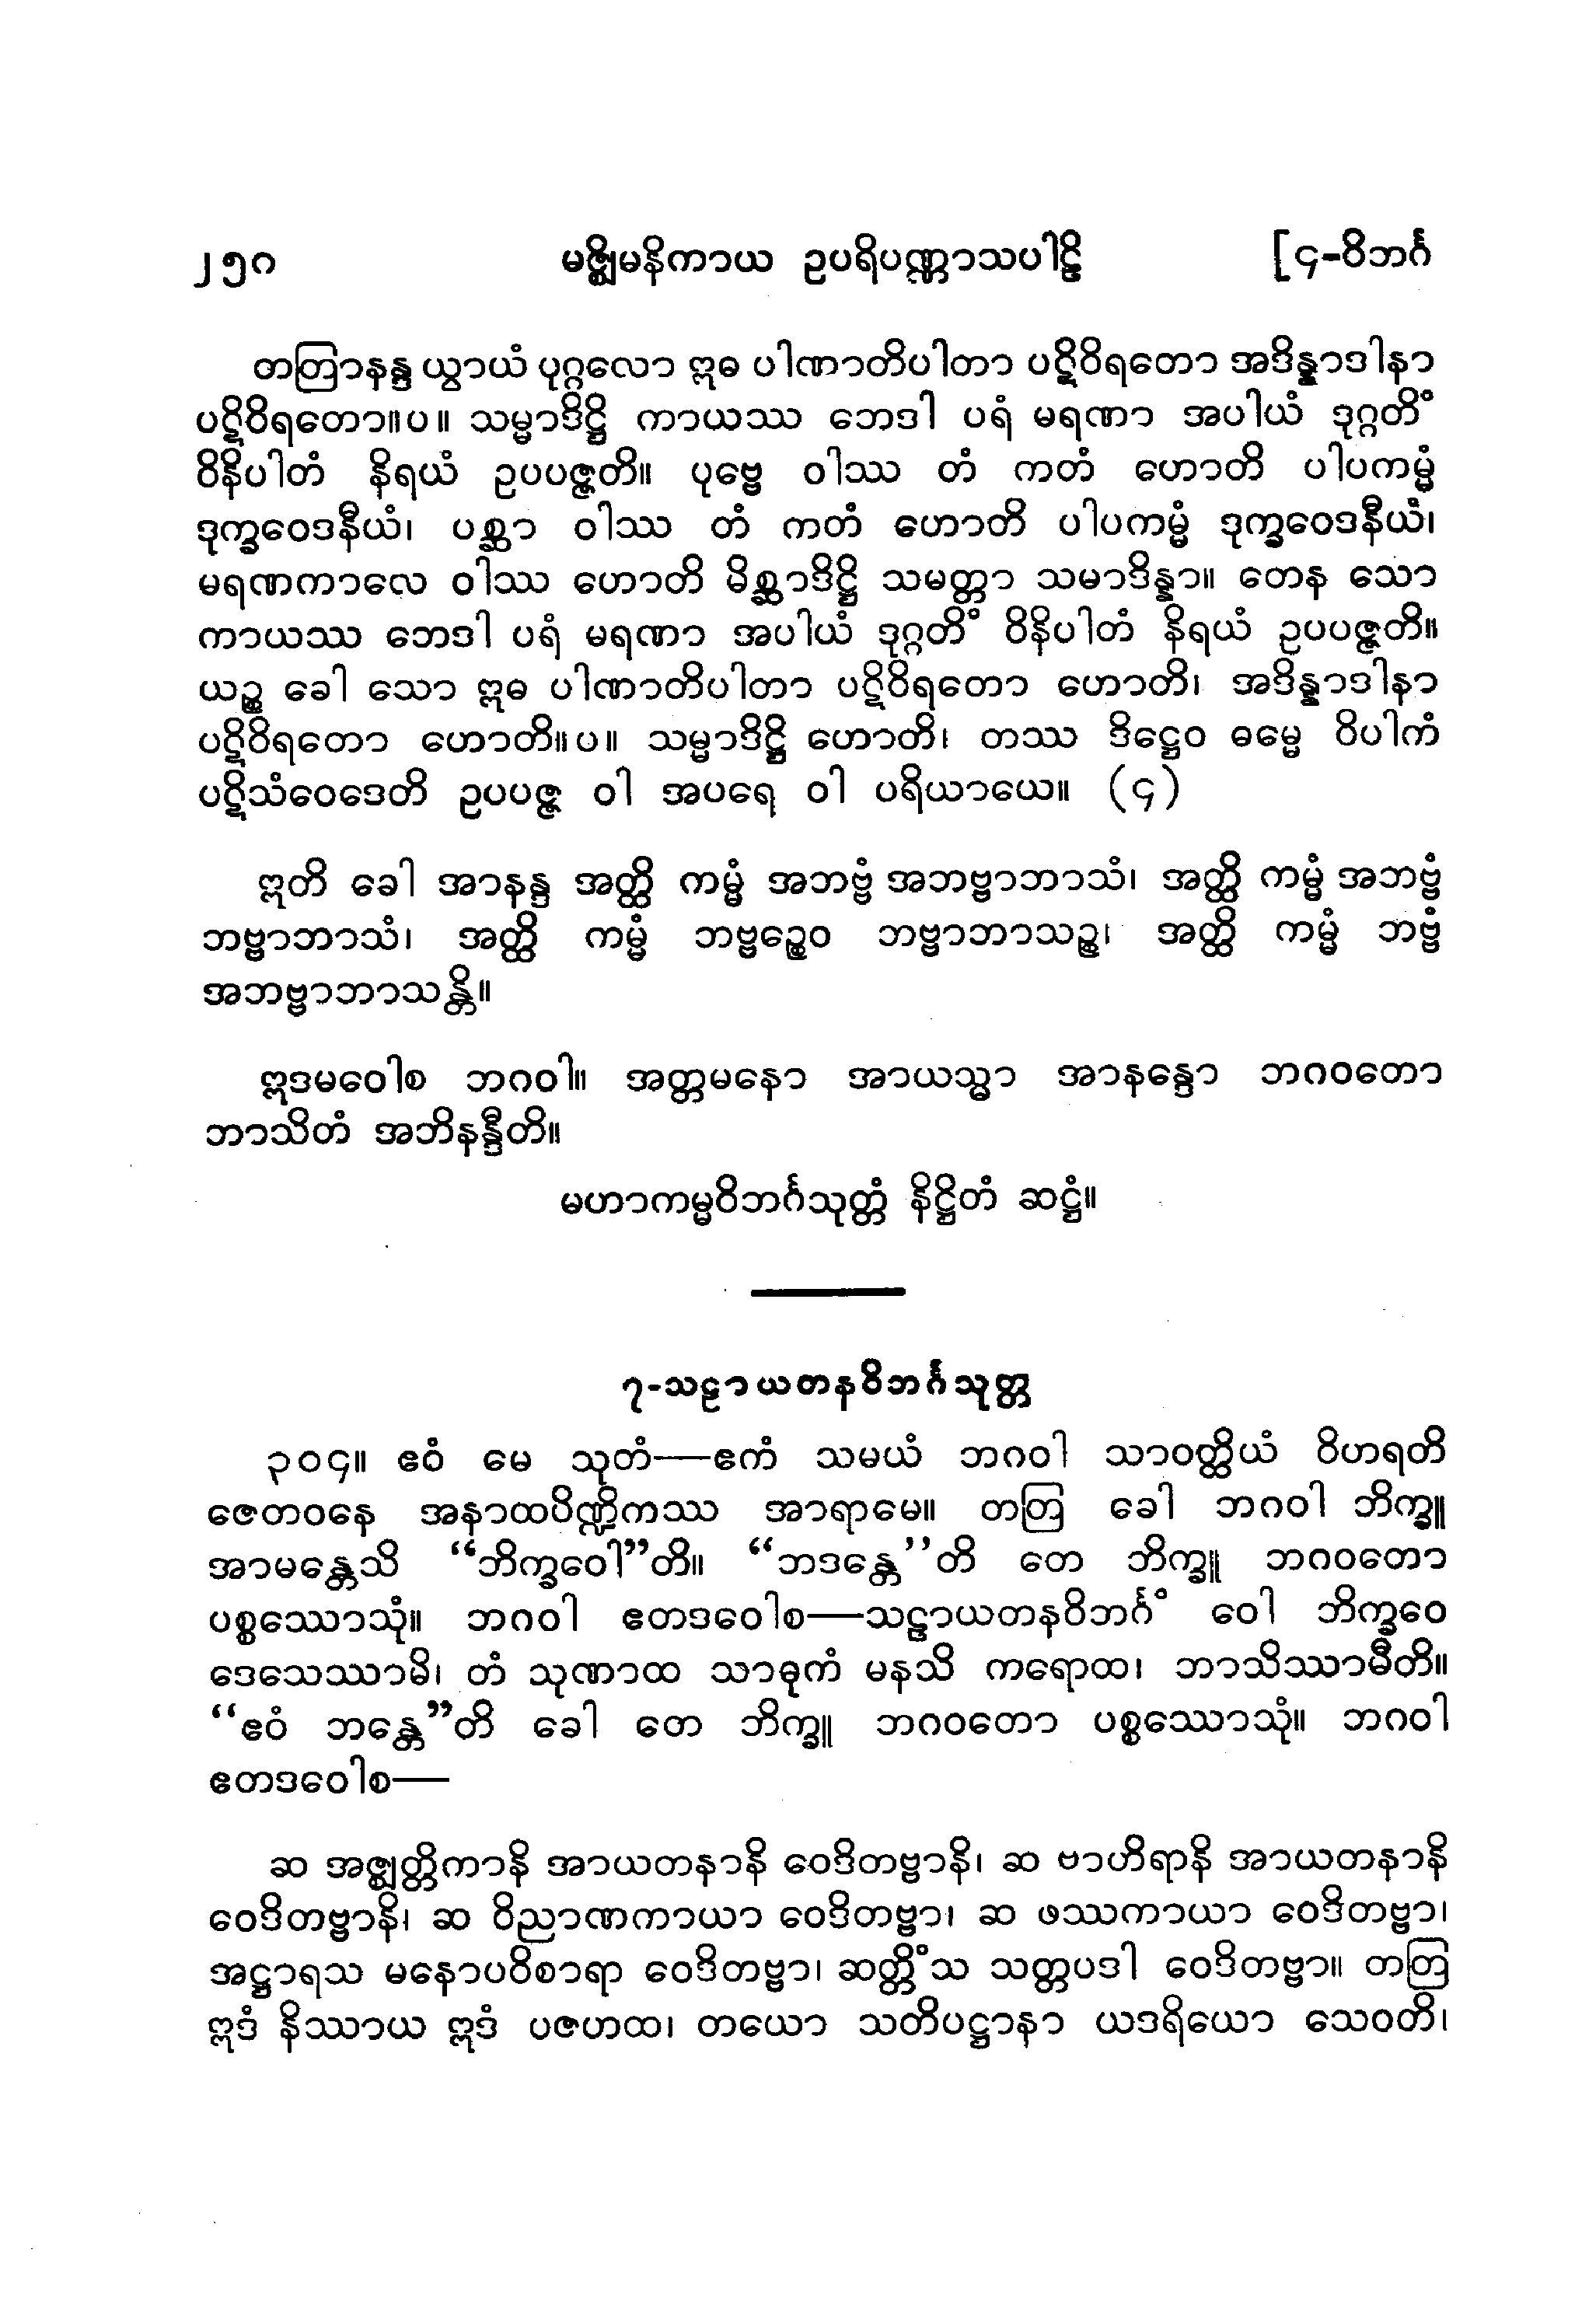 ၂၅၈ မဇ္ဈိမနိကာယ ဥပရိပဏ္ဏာသပါဠိ [၄-ဝိဘင်္ဂ
တတြာနန္ဒ ယွာယံ ပုဂ္ဂလော ဣဓ ပါဏာတိပါတာ ပဋိဝိရတော အဒိန္နာဒါနာ
ပဋိဝိရတော။ပ။ သမ္မာဒိဋ္ဌိ ကာယဿ ဘေဒါ ပရံ မရဏာ အပါယံ ဒုဂ္ဂတိံ
ဝိနိပါတံ နိရယံ ဥပပဇ္ဇတိ။ ပုဗ္ဗေ ဝါဿ တံ ကတံ ဟောတိ ပါပကမ္မံ
ဒုက္ခဝေဒနီယံ၊ ပစ္ဆာ ဝါဿ တံ ကတံ ဟောတိ ပါပကမ္မံ ဒုက္ခဝေဒနီယံ၊
မရဏကာလေ ဝါဿ ဟောတိ မိစ္ဆာဒိဋ္ဌိ သမတ္တာ သမာဒိန္နာ။ တေန သော
ကာယဿ ဘေဒါ ပရံ မရဏာ အပါယံ ဒုဂ္ဂတိံ ဝိနိပါတံ နိရယံ ဥပပဇ္ဇတိ။
ယဉ္စ ခေါ သော ဣဓ ပါဏာတိပါတာ ပဋိဝိရတော ဟောတိ၊ အဒိန္နာဒါနာ
ပဋိဝိရတော ဟောတိ။ပ။ သမ္မာဒိဋ္ဌိ ဟောတိ၊ တဿ ဒိဋ္ဌေဝ ဓမ္မေ ဝိပါကံ
ပဋိသံဝေဒေတိ ဥပပဇ္ဇ ဝါ အပရေ ဝါ ပရိယာယေ။ (၄)
ဣတိ ခေါ အာနန္ဒ အတ္ထိ ကမ္မံ အဘဗ္ဗံ အဘဗ္ဗာဘာသံ၊ အတ္ထိ ကမ္မံ အဘဗ္ဗံ
ဘဗ္ဗာဘာသံ၊ အတ္ထိ ကမ္မံ ဘဗ္ဗဉ္စေဝ ဘဗ္ဗာဘာသဉ္စ၊ အတ္ထိ ကမ္မံ ဘဗ္ဗံ
အဘဗ္ဗာဘာသန္တိ။
ဣဒမဝေါစ ဘဂဝါ။ အတ္တမနော အာယသ္မာ အာနန္ဒော ဘဂဝတော
ဘာသိတံ အဘိနန္ဒီတိ။
မဟာကမ္မဝိဘင်္ဂသုတ္တံ နိဋ္ဌိတံ ဆဋ္ဌံ။
၇-သဠာယတနဝိဘင်္ဂသုတ္တ
၃၀၄။ ဧဝံ မေ သုတံ—ဧကံ သမယံ ဘဂဝါ သာဝတ္ထိယံ ဝိဟရတိ
ဇေတဝနေ အနာထပိဏ္ဍိကဿ အာရာမေ။ တတြ ခေါ ဘဂဝါ ဘိက္ခူ
အာမန္တေသိ “ဘိက္ခဝေါ”တိ။ “ဘဒန္တေ”တိ တေ ဘိက္ခူ ဘဂဝတော
ပစ္စဿောသုံ။ ဘဂဝါ ဧတဒဝေါစ—သဠာယတနဝိဘင်္ဂံ ဝေါ ဘိက္ခဝေ
ဒေသေဿာမိ၊ တံ သုဏာထ သာဓုကံ မနသိ ကရောထ၊ ဘာသိဿာမီတိ။
“ဧဝံ ဘန္တေ”တိ ခေါ တေ ဘိက္ခူ ဘဂဝတော ပစ္စဿောသုံ။ ဘဂဝါ
ဧတဒဝေါစ—
ဆ အဇ္ဈတ္တိကာနိ အာယတနာနိ ဝေဒိတဗ္ဗာနိ၊ ဆ ဗာဟိရာနိ အာယတနာနိ
ဝေဒိတဗ္ဗာနိ၊ ဆ ဝိညာဏကာယာ ဝေဒိတဗ္ဗာ၊ ဆ ဖဿကာယာ ဝေဒိတဗ္ဗာ၊
အဋ္ဌာရသ မနောပဝိစာရာ ဝေဒိတဗ္ဗာ၊ ဆတ္တိံသ သတ္တပဒါ ဝေဒိတဗ္ဗာ။ တတြ
ဣဒံ နိဿာယ ဣဒံ ပဇဟထ၊ တယော သတိပဋ္ဌာနာ ယဒရိယော သေဝတိ၊